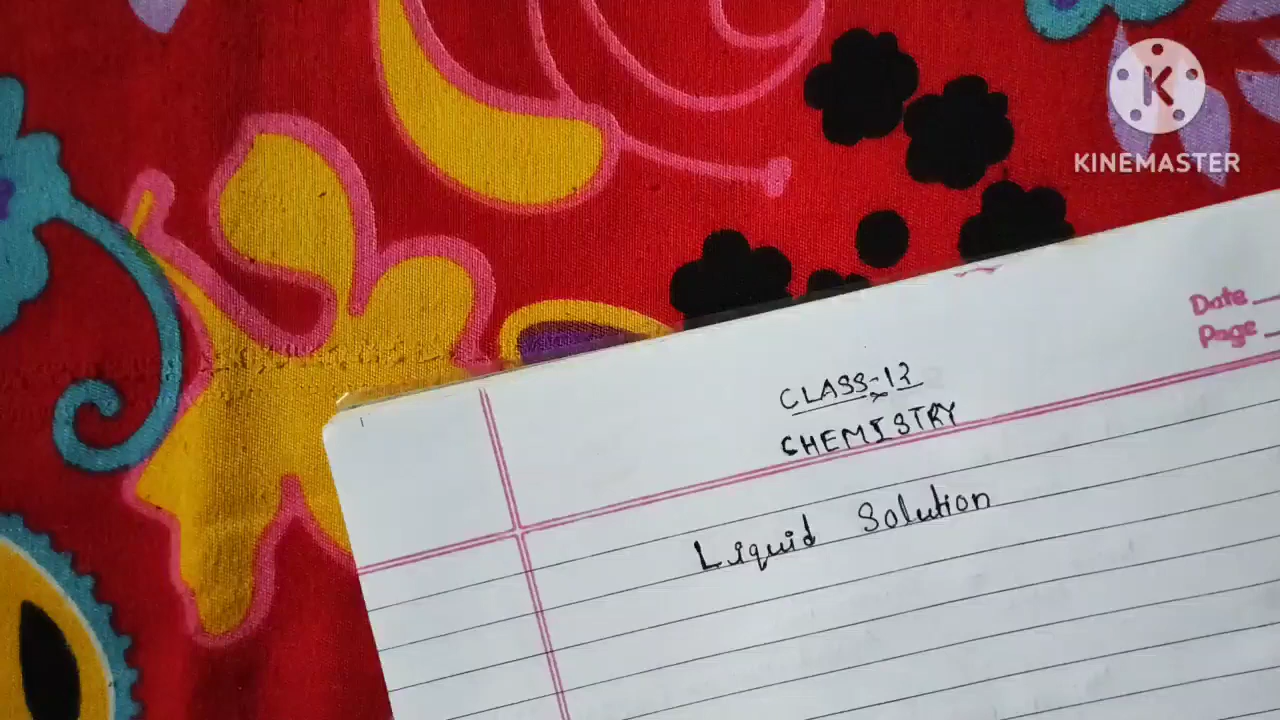 K
KINEMASTER
Date
Page
CLASS-12
CHEMISTRY
Liquid Solution